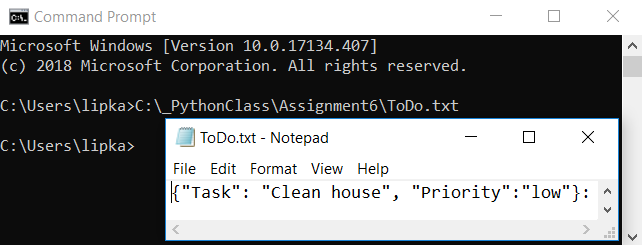 Command Prompt
Microsoft Windows [Version 10.0.17134.407]
(c) 2018 Microsoft Corporation. All rights reserved.
C:\Users\lipka>C:\_PythonClass\Assignment6\ToDo.txt
C:\Users\lipka>
ToDo.txt - Notepad
File Edit Format View Help
{"Task": "Clean house", "Priority":"low"}: